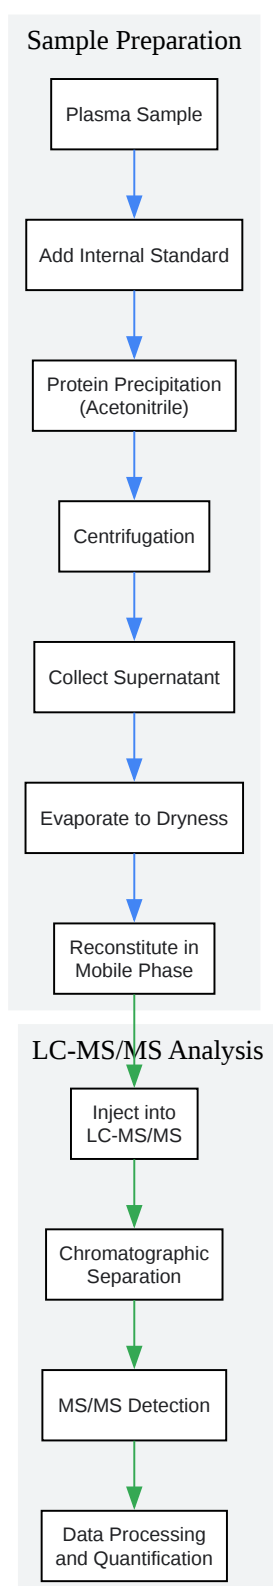 Sample Preparation
Plasma Sample
Add Internal Standard
Protein Precipitation
(Acetonitrile)
Centrifugation
Collect Supernatant
Evaporate to Dryness
Reconstitute in
Mobile Phase
LC-MS/MS Analysis
Inject into
LC-MS/MS
Chromatographic
Separation
MS/MS Detection
Data Processing
and Quantification